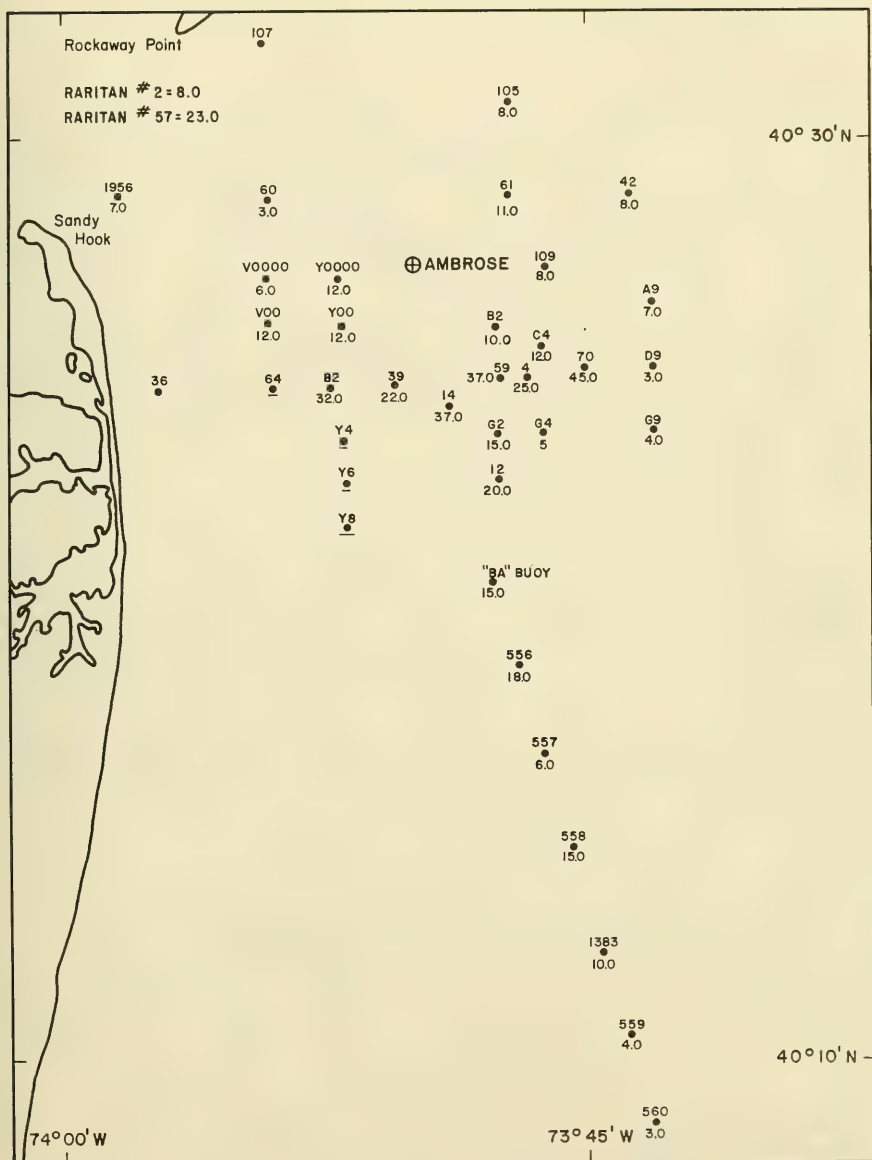 107
Rockaway Point
RARITAN #2=8.0
105
8.0
RARITAN #57=23.0
40° 30' N
1956
7.0
60
3.0
61
11.0
42
8.0
Sandy
Hook
V0000
6.0
Y0000
12.0
AMBROSE
109
8.0
A9
7.0
V00
12.0
Y00
12.0
B2
10.0
C4
12.0
70
45.0
D9
3.0
36
64
B2
32.0
39
22.0
14
37.0
59
37.0
4
25.0
G2
15.0
G4
5
G9
4.0
Y4
Y6
12
20.0
Y8
"BA" BUOY
15.0
556
18.0
557
6.0
558
15.0
1383
10.0
559
4.0
40° 10' N
560
3.0
74° 00' W
73° 45' W